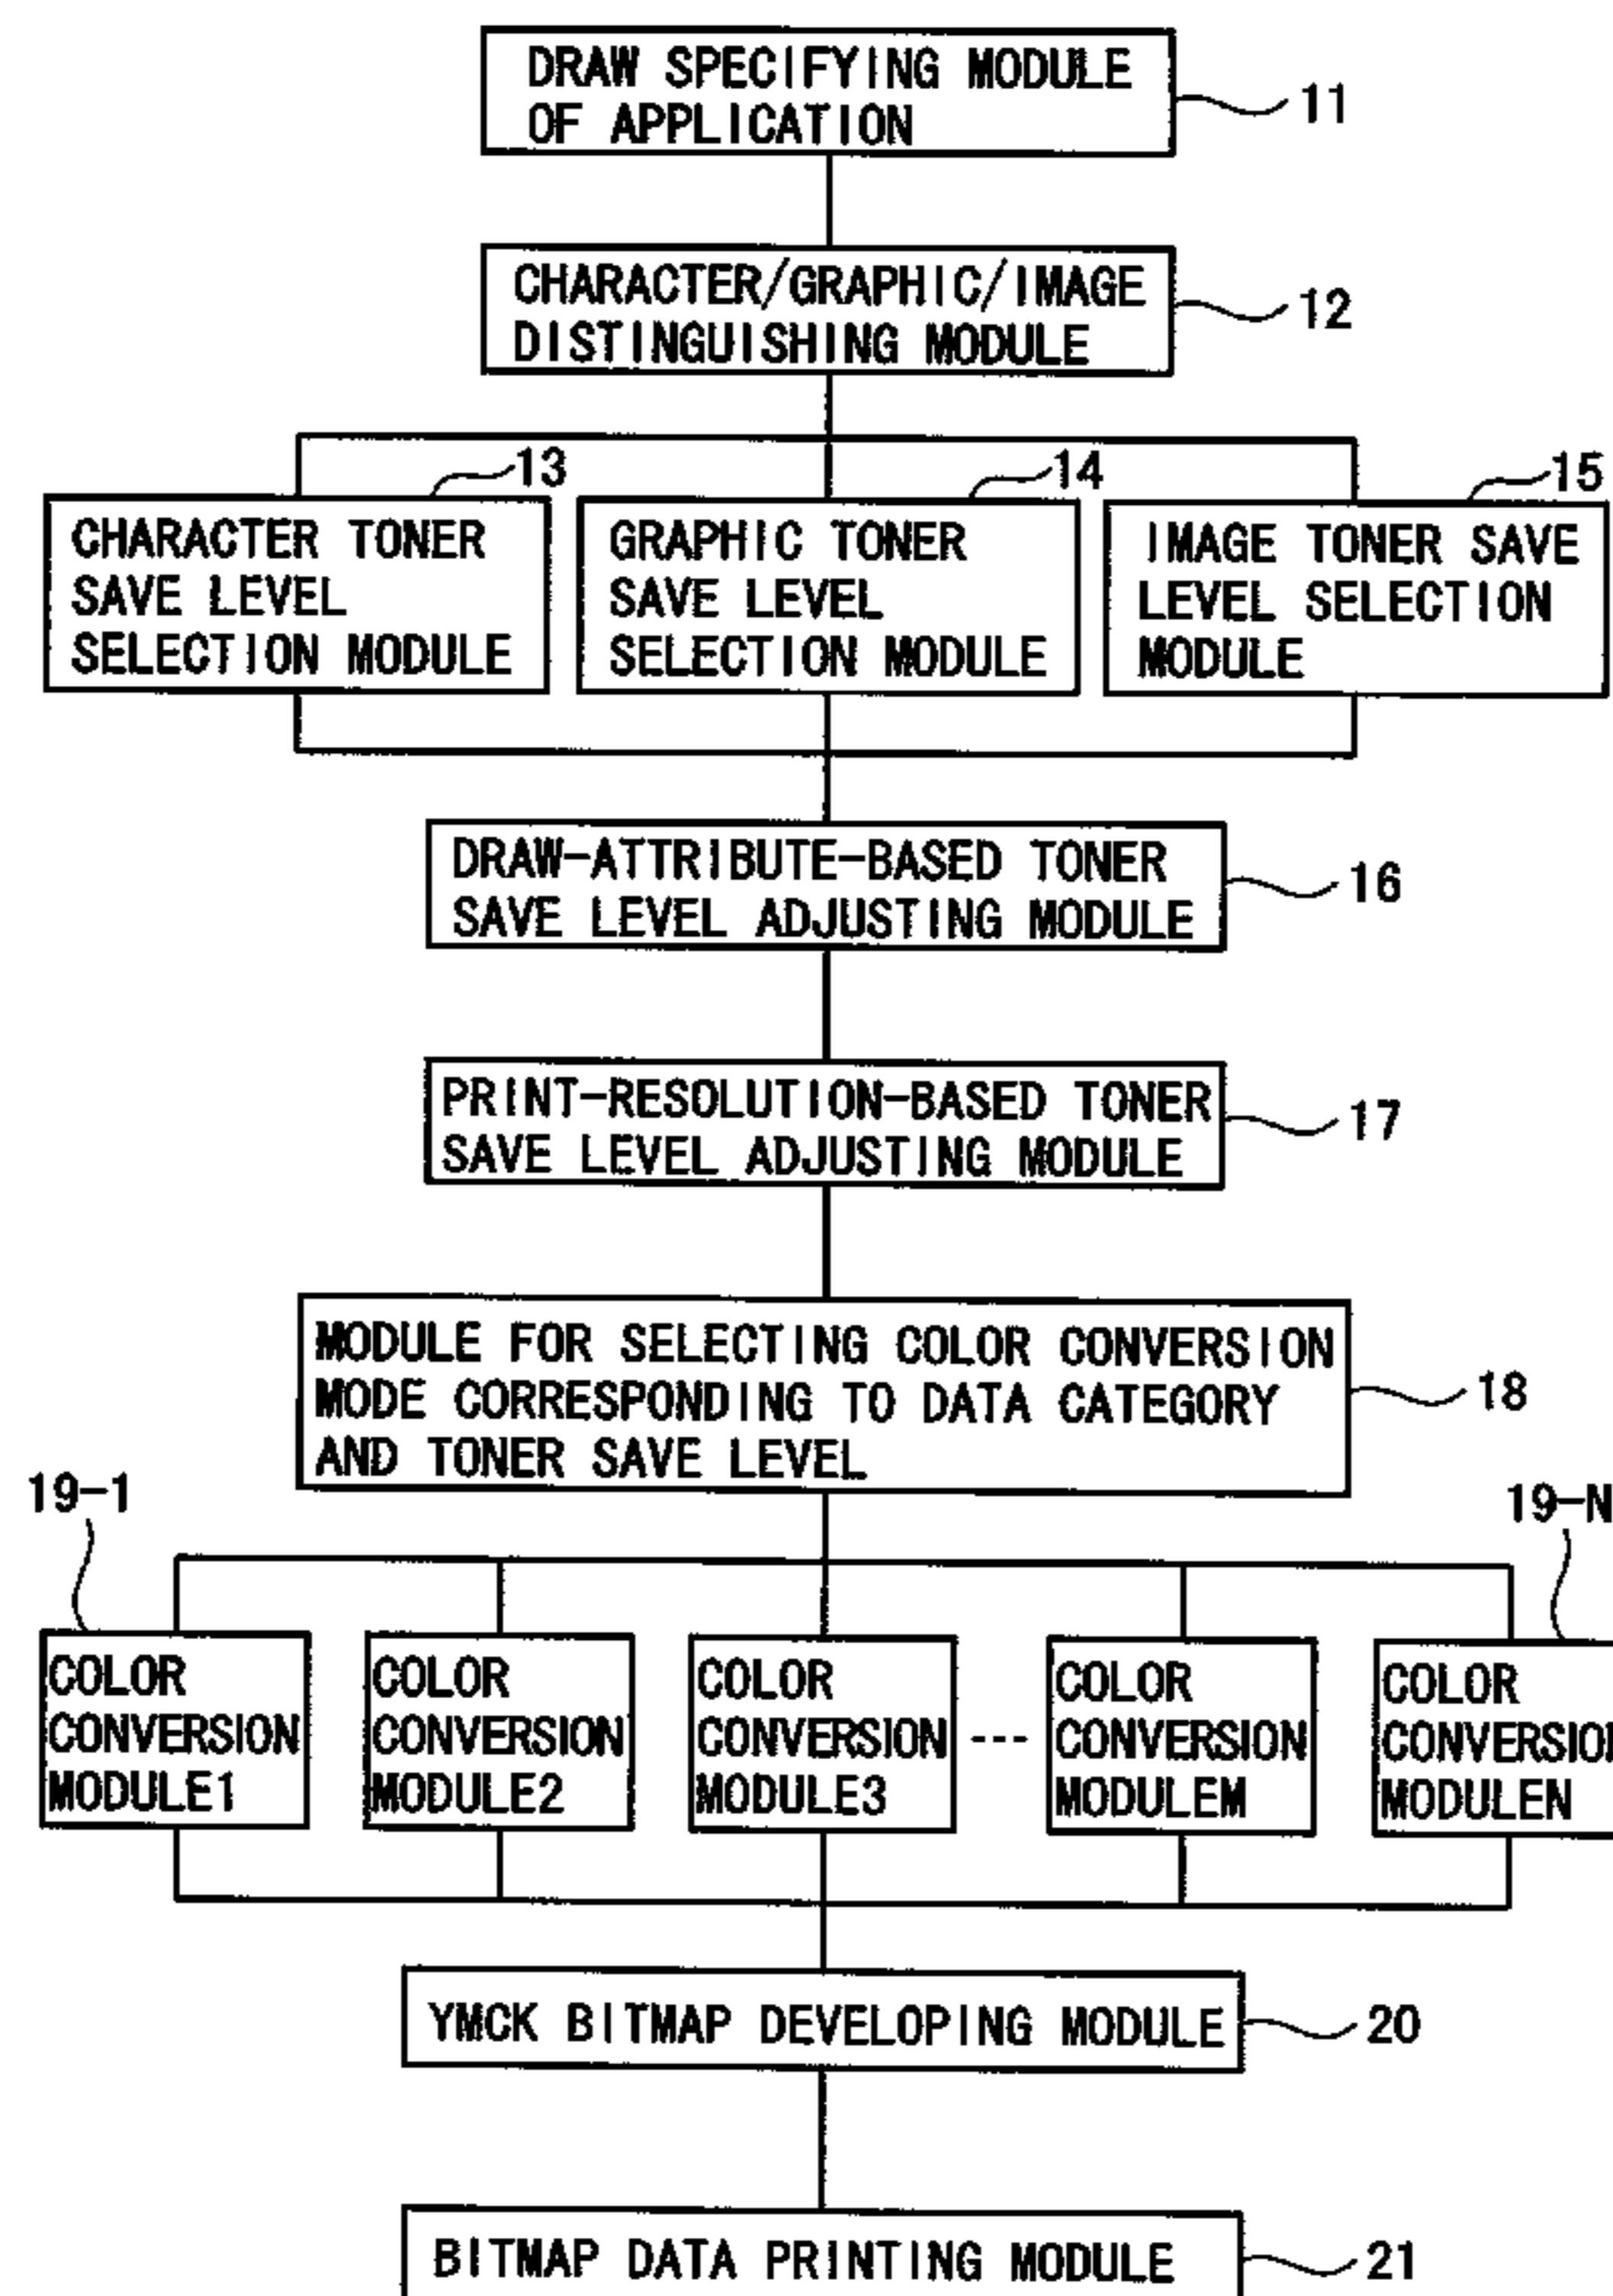 DRAW SPECIFYING MODULE
OF APPLICATION
11
CHARACTER/GRAPHIC/IMAGE
DISTINGUISHING MODULE
12
13
CHARACTER TONER
SAVE LEVEL
SELECTION MODULE
14
GRAPHIC TONER
SAVE LEVEL
SELECTION MODULE
15
IMAGE TONER SAVE
LEVEL SELECTION
MODULE
DRAW-ATTRIBUTE-BASED TONER
SAVE LEVEL ADJUSTING MODULE
16
PRINT-RESOLUTION-BASED TONER
SAVE LEVEL ADJUSTING MODULE
17
MODULE FOR SELECTING COLOR CONVERSION
MODE CORRESPONDING TO DATA CATEGORY
AND TONER SAVE LEVEL
18
19-1
COLOR
CONVERSION
MODULE1
COLOR
CONVERSION
MODULE2
COLOR
CONVERSION
MODULE3
---
COLOR
CONVERSION
MODULEM
19-N
COLOR
CONVERSION
MODULEN
YMCK BITMAP DEVELOPING MODULE
20
BITMAP DATA PRINTING MODULE
21